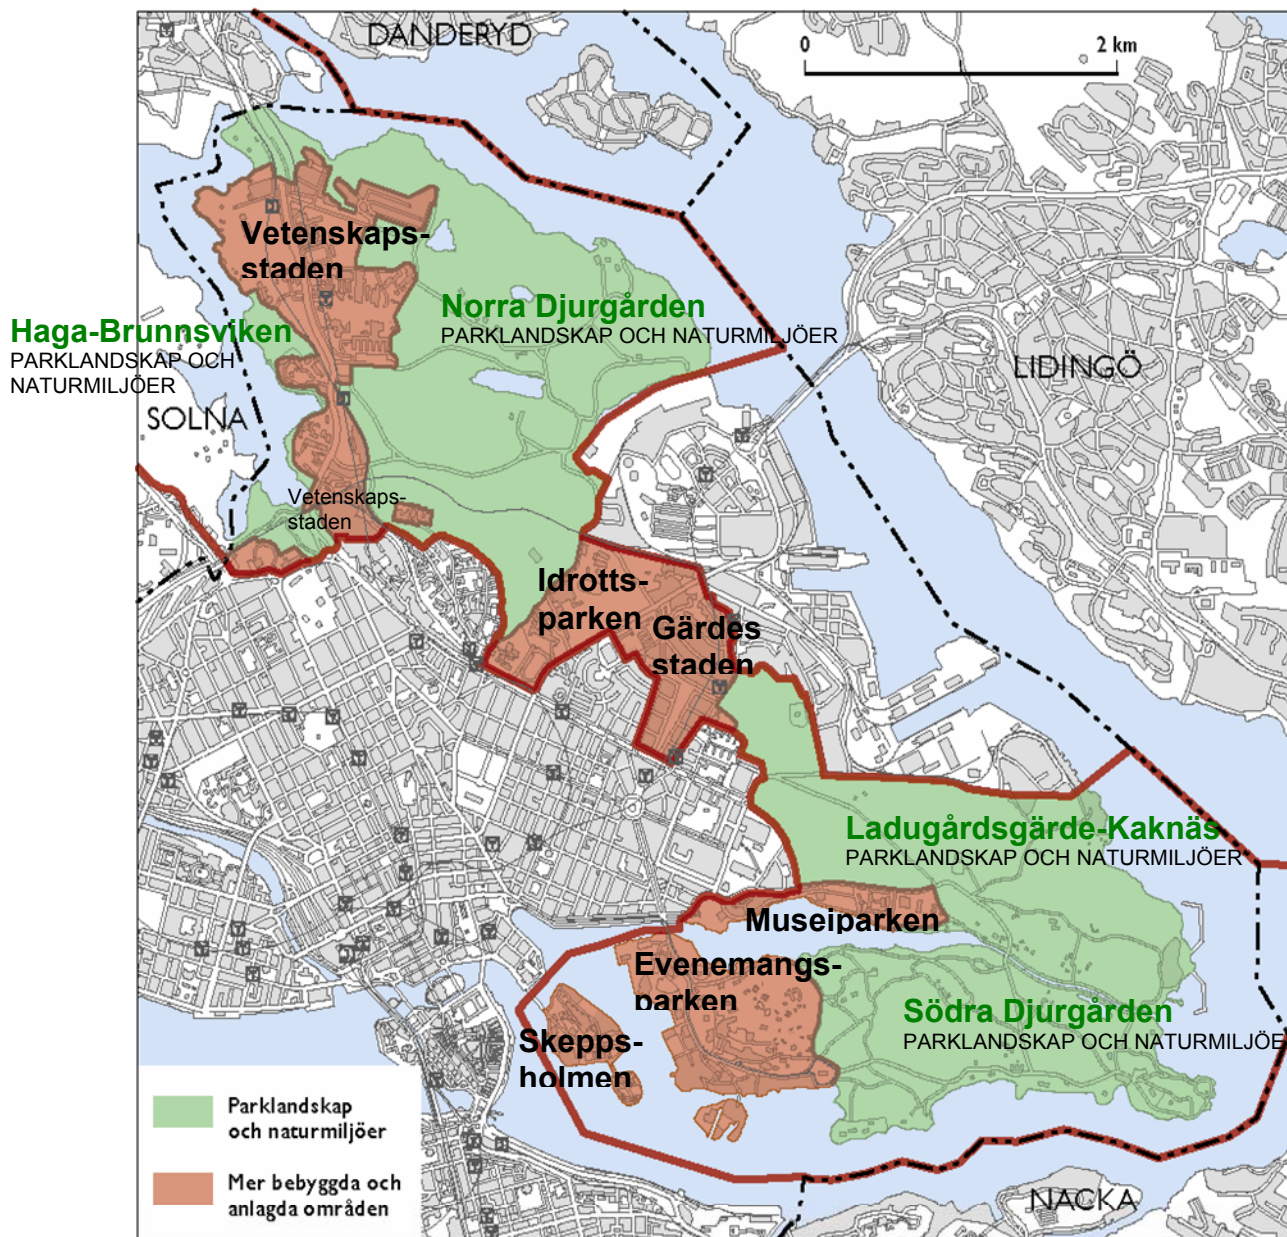 DANDERYD
0 2 km
Vetenskaps-
staden
Norra Djurgården
PARKLANDSKAP OCH NATURMILJÖER
Haga-Brunnsviken
PARKLANDSKAP OCH
NATURMILJÖER
LIDINGÖ
SOLNA
Vetenskaps-
staden
Idrotts-
parken
Gärdes
staden
Ladugårdsgärde-Kaknäs
PARKLANDSKAP OCH NATURMILJÖER
Museiparken
Evenemangs-
parken
Södra Djurgården
PARKLANDSKAP OCH NATURMILJÖE
Skepps-
holmen
Parklandskap
och naturmiljöer
Mer bebyggda och
anlagda områden
NACKA